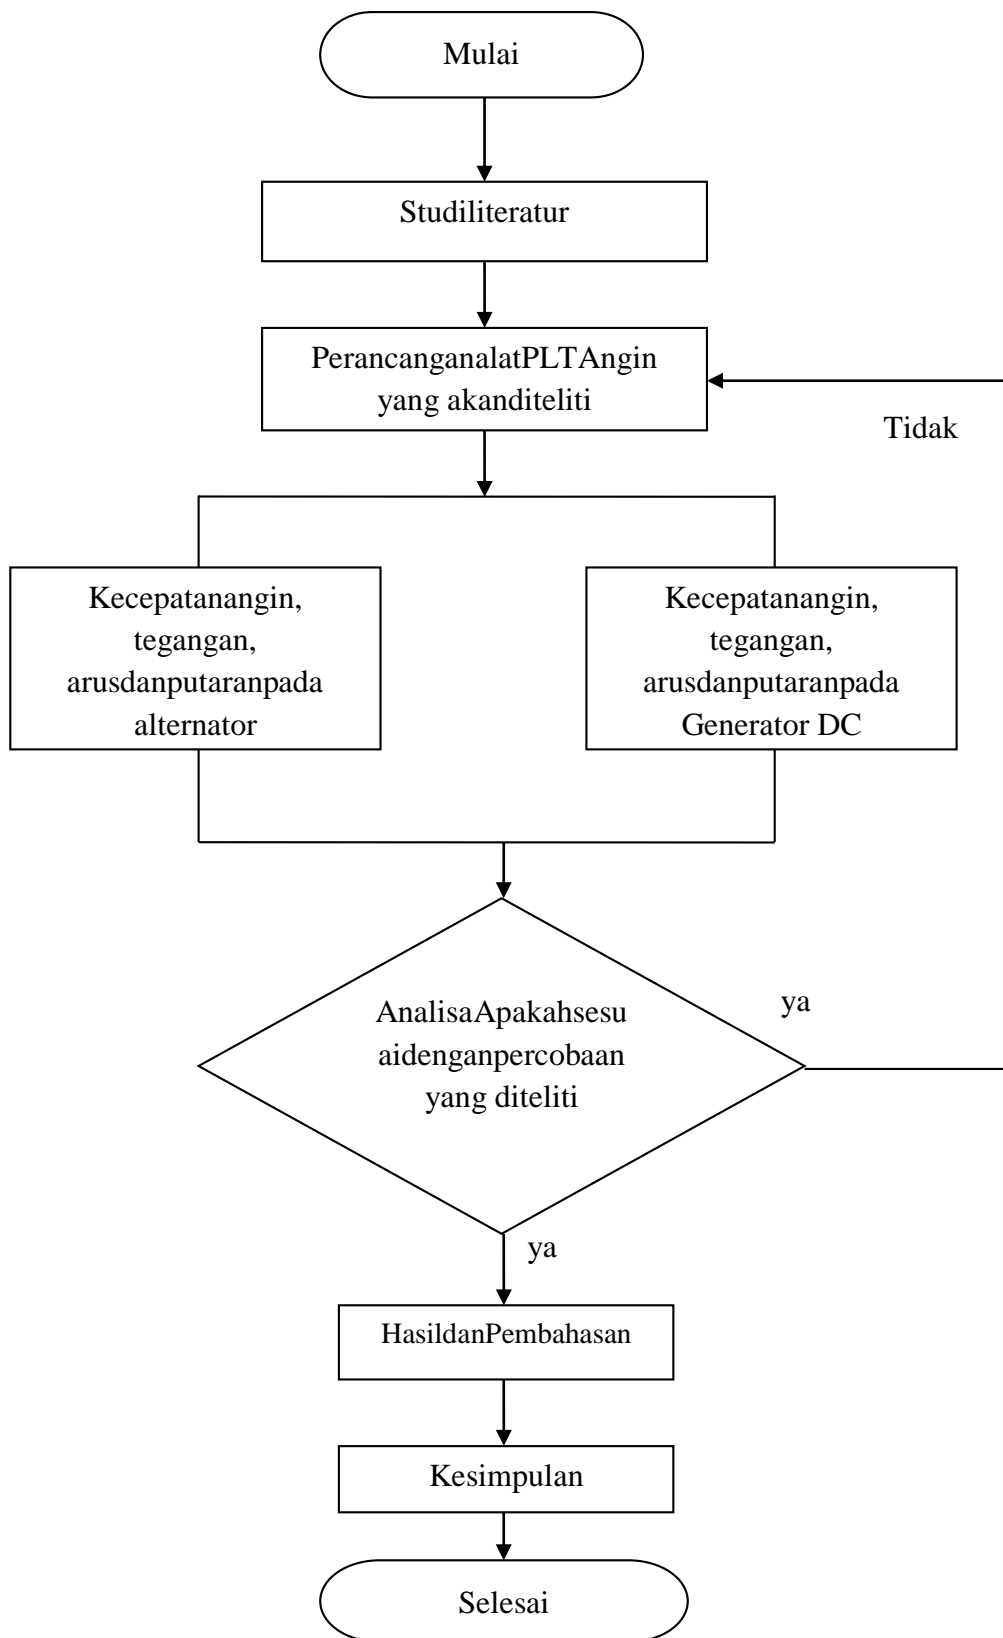 Mulai
Studiliteratur
PerancanganalatPLTAngin
yang akanditeliti
Tidak
Kecepatanangin,
tegangan,
arusdanputaranpada
alternator
Kecepatanangin,
tegangan,
arusdanputaranpada
Generator DC
AnalisaApakahsesu
aidenganpercobaan
yang diteliti
ya
ya
HasildanPembahasan
Kesimpulan
Selesai